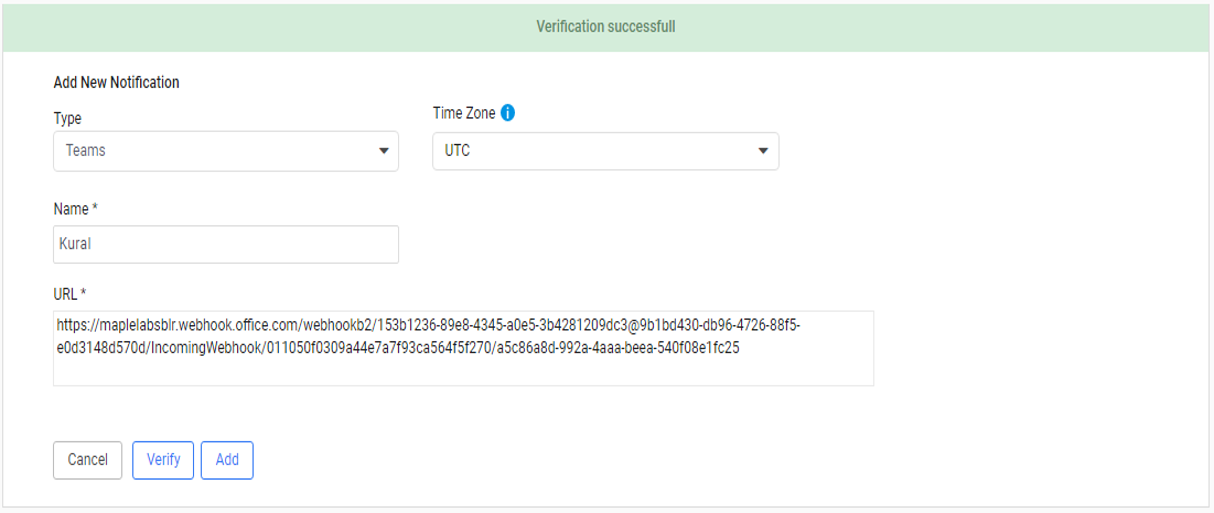 Verification successfull
Add New Notification
Type
Time Zone
Teams
UTC
Name *
Kural
URL *
https://maplelabsblr.webhook.office.com/webhookb2/153b1236-89e8-4345-a0e5-3b4281209dc3@9b1bd430-db96-4726-88f5-
e0d3148d570d/IncomingWebhook/011050f0309a44e7a7f93ca564f5f270/a5c86a8d-992a-4aaa-beea-540f08e1fc25
Cancel
Verify
Add